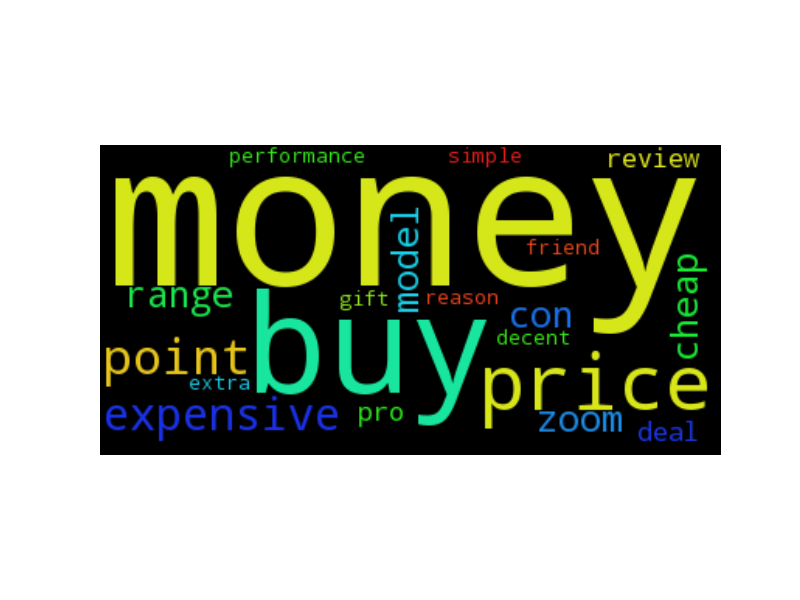 performance simple review
money
model
friend
cheap
range
gift
reason
buy
con
decent
point
extra
price
expensive
pro
zoom
deal